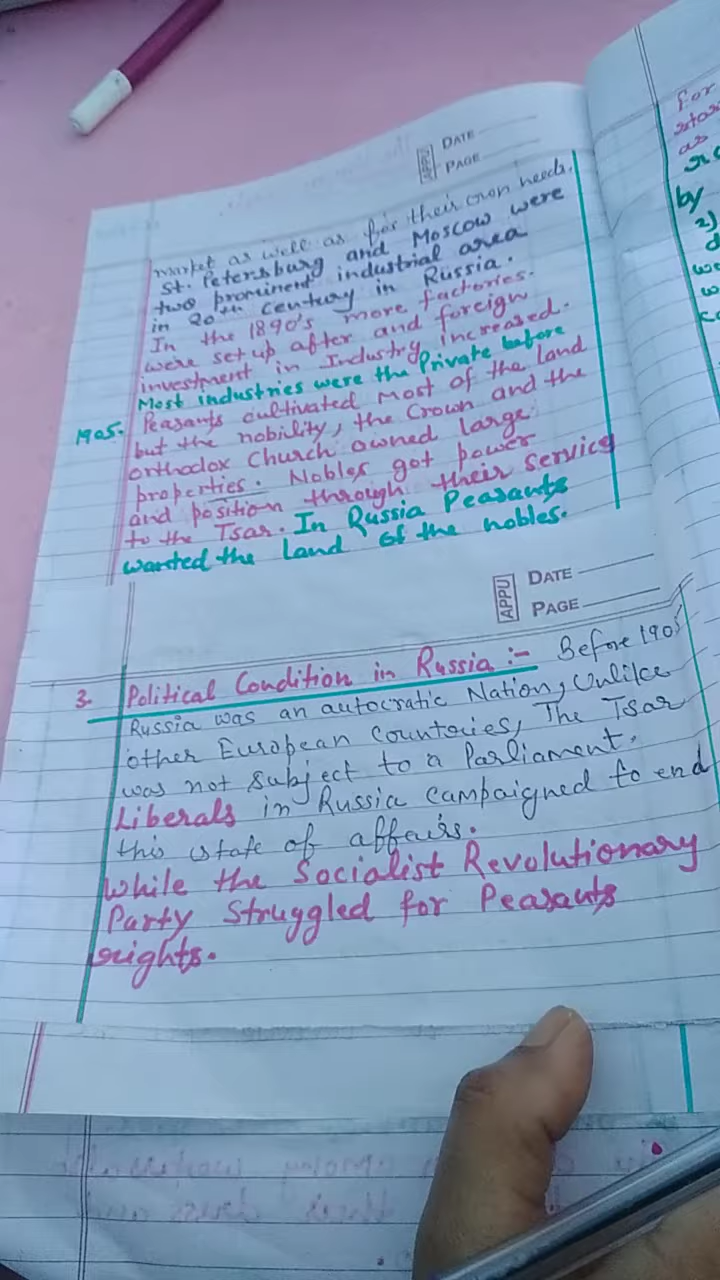 APPU DATE
PAGE
market as well as for their own needs.
St. Petersburg and Moscow were
two prominent industrial area
in 20th century in Russia.
In the 1890's more factories.
were set up after and foreign
investment in Industry increased.
Most industries were the Private before
1905. Peasants cultivated most of the land
but the nobility, the Crown and the
orthodox Church owned large
properties. Nobles got power
and position through their service
to the Tsar. In Russia Peasants
wanted the land of the nobles.
APPU DATE
PAGE
3. Political Condition in Russia :- Before 1905
Russia was an autocratic Nation, Unlike
other European Countries, The Tsar
was not subject to a Parliament.
Liberals in Russia campaigned to end
this state of affairs.
While the Socialist Revolutionary
Party Struggled for Peasants
rights.
For
as
by
2)